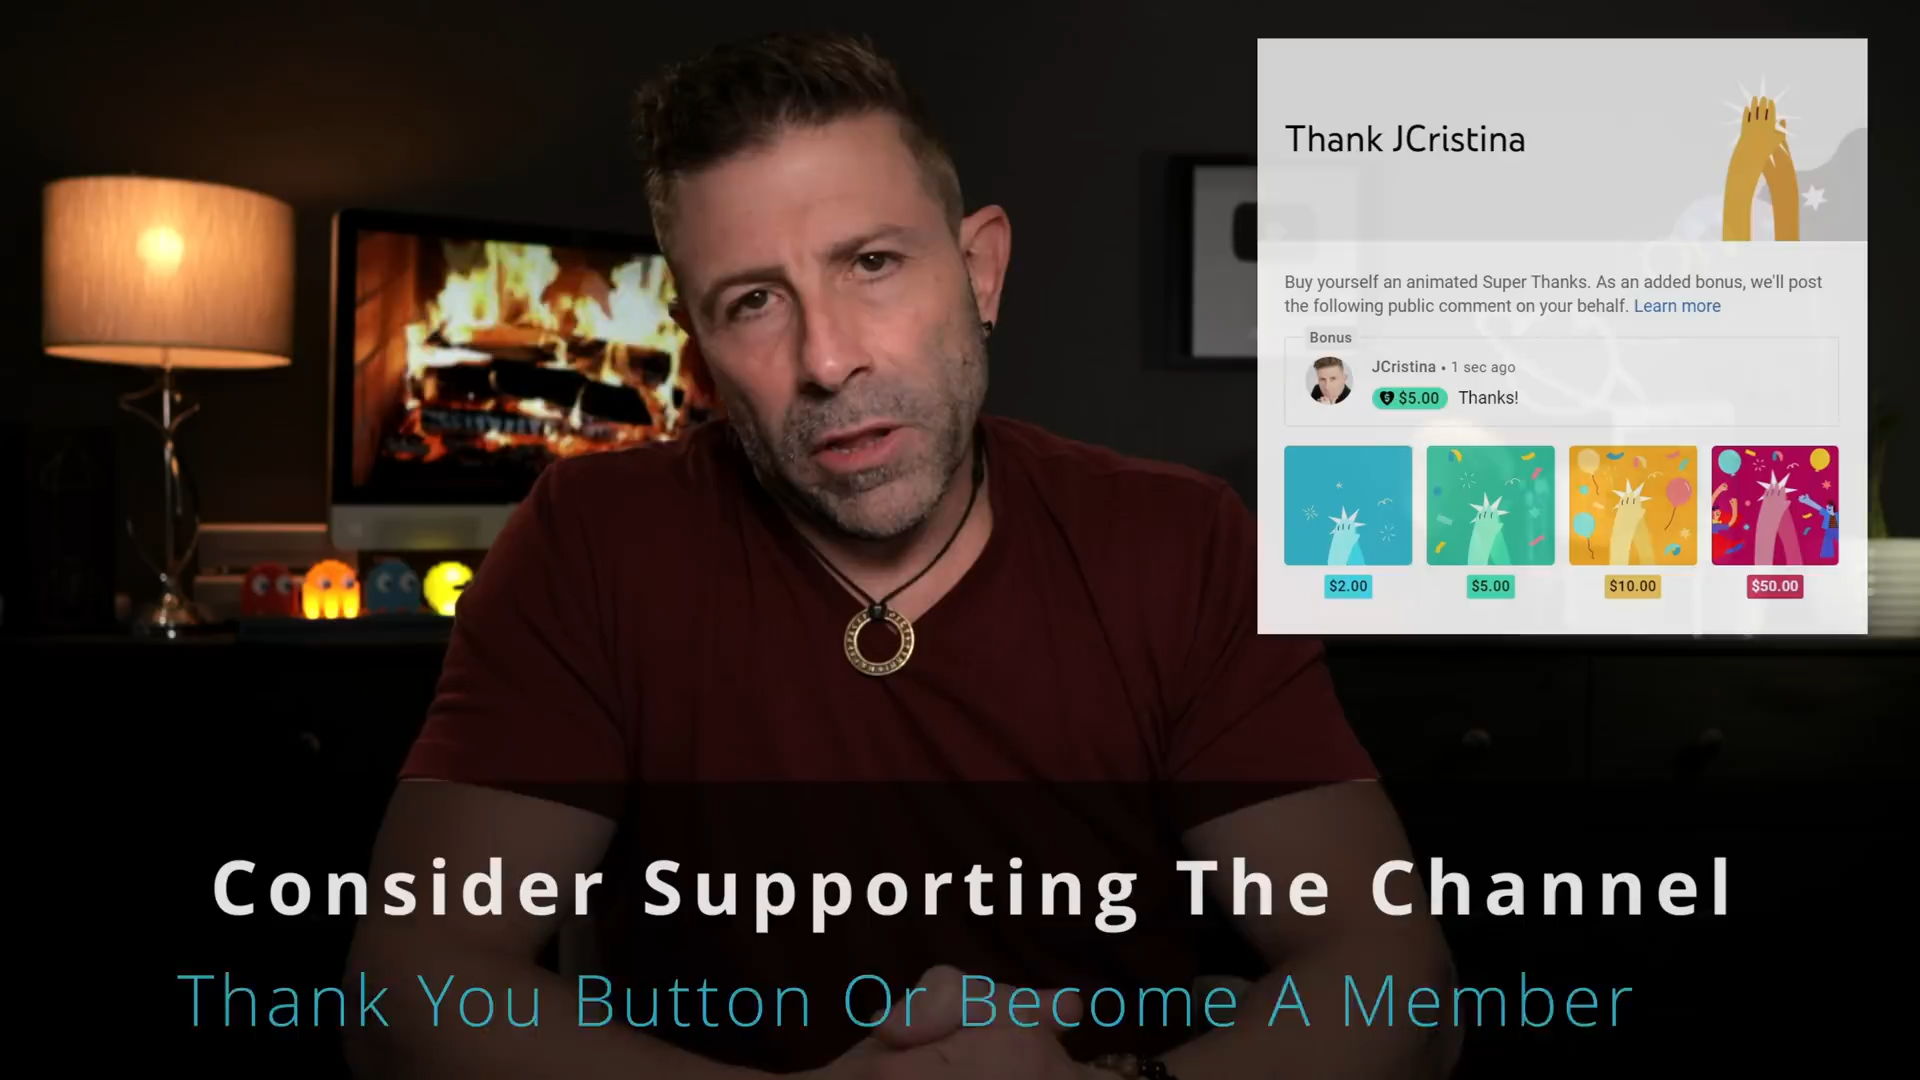 Thank JCristina
Buy yourself an animated Super Thanks. As an added bonus, we'll post
the following public comment on your behalf. Learn more
Bonus
JCristina • 1 sec ago
$5.00 Thanks!
$2.00 $5.00 $10.00 $50.00
Consider Supporting The Channel
Thank You Button Or Become A Member